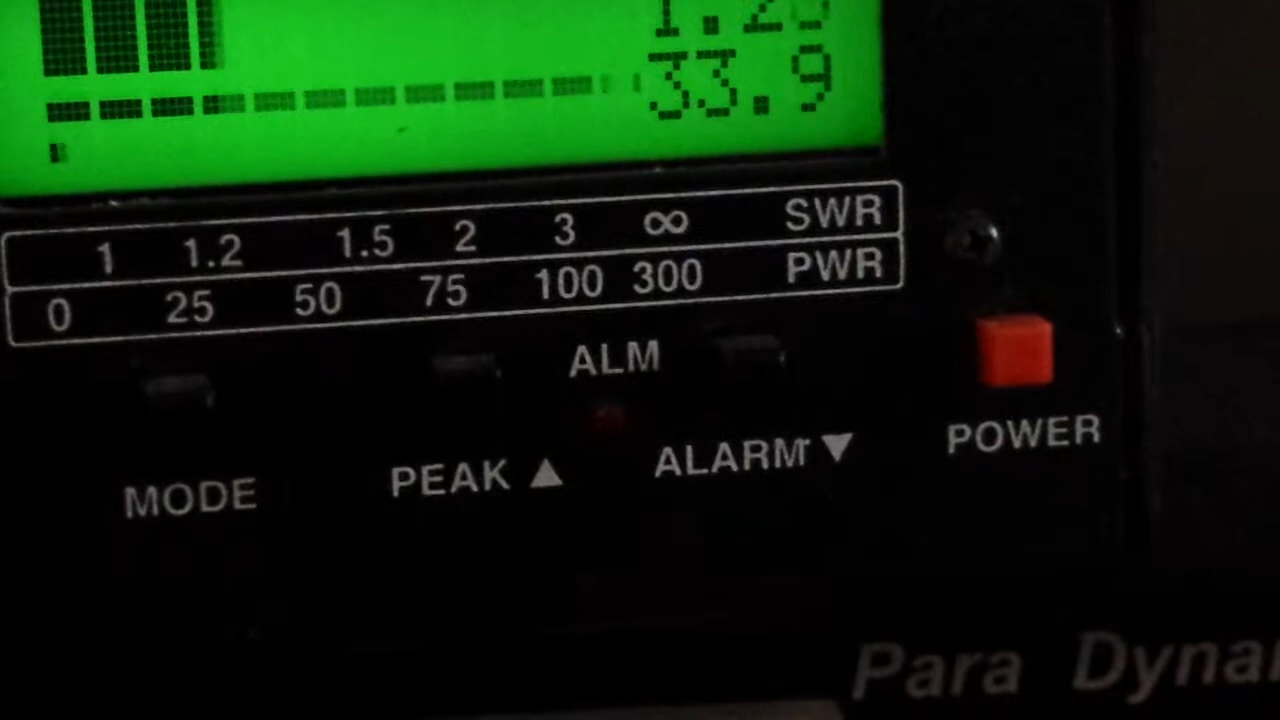 33.9
1 1.2 1.5 2 3 ∞ SWR
0 25 50 75 100 300 PWR
ALM
MODE PEAK ▲ ALARM ▼ POWER
Para Dyna